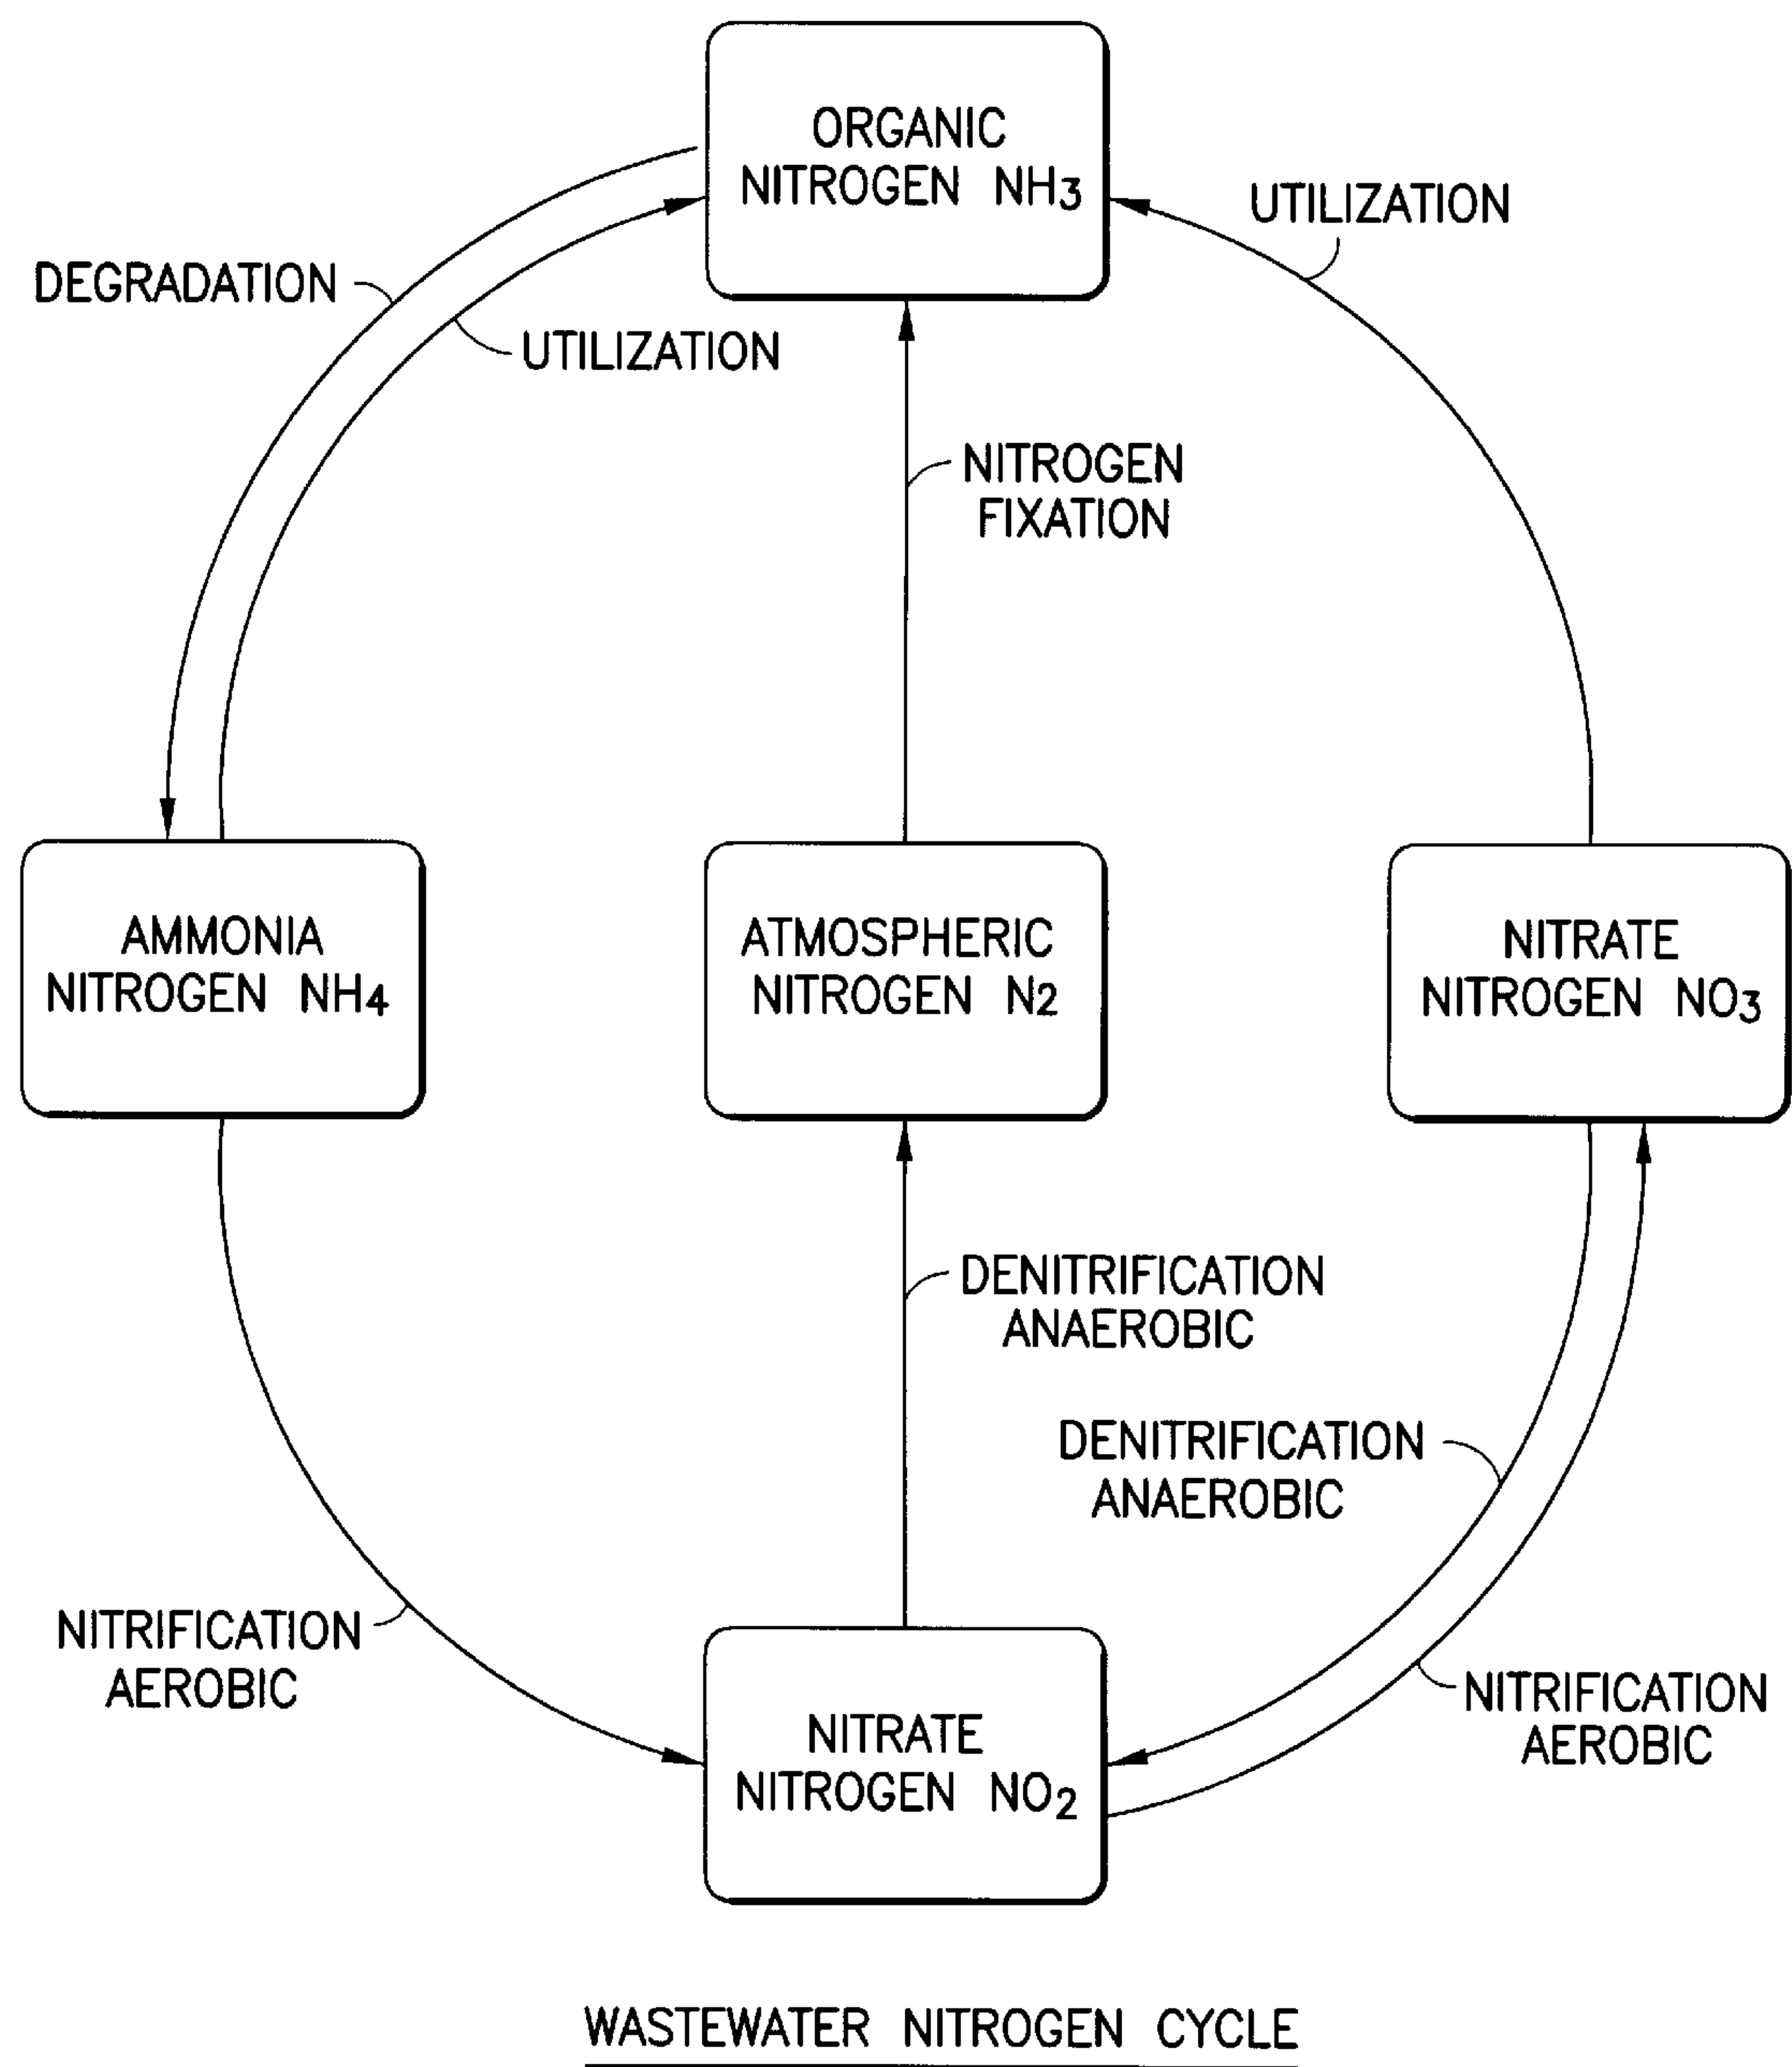 ORGANIC
NITROGEN NH3
UTILIZATION
DEGRADATION
UTILIZATION
NITROGEN
FIXATION
AMMONIA
NITROGEN NH4
ATMOSPHERIC
NITROGEN N2
NITRATE
NITROGEN NO3
DENITRIFICATION
ANAEROBIC
DENITRIFICATION
ANAEROBIC
NITRIFICATION
AEROBIC
NITRIFICATION
AEROBIC
NITRATE
NITROGEN NO2
WASTEWATER NITROGEN CYCLE